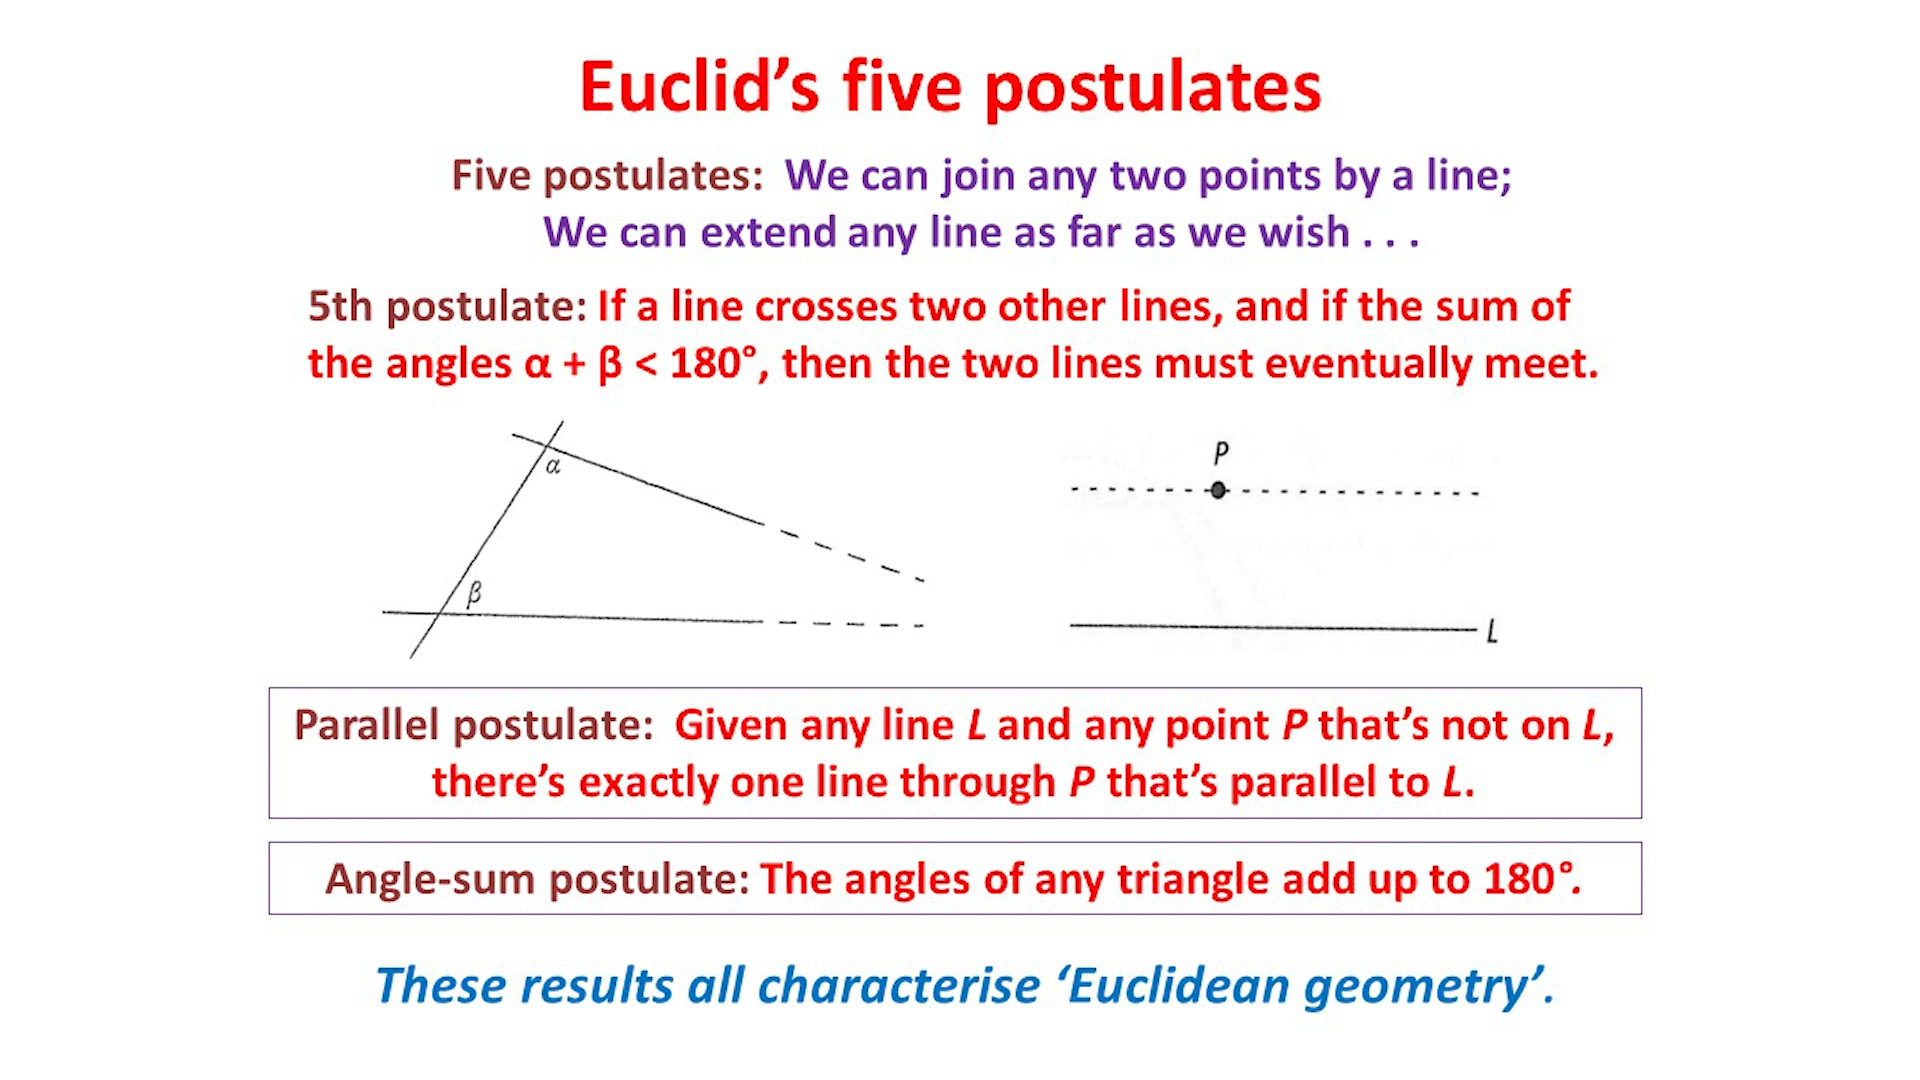 Euclid’s five postulates
Five postulates: We can join any two points by a line;
We can extend any line as far as we wish . . .
5th postulate: If a line crosses two other lines, and if the sum of
the angles α + β < 180°, then the two lines must eventually meet.
α
β
P
L
Parallel postulate: Given any line L and any point P that’s not on L,
there’s exactly one line through P that’s parallel to L.
Angle-sum postulate: The angles of any triangle add up to 180°.
These results all characterise ‘Euclidean geometry’.